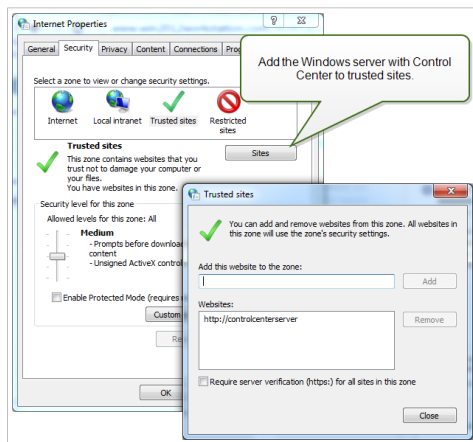 Internet Properties
General Security Privacy Content Connections
Add the Windows server with Control
Center to trusted sites.
Select a zone to view or change security settings.
Internet
Local intranet
Trusted sites
Restricted
sites
Trusted sites
Sites
This zone contains websites that you
trust not to damage your computer or
your files.
You have websites in this zone.
Security level for this zone
Allowed levels for this zone: All
Medium
- Prompts before
content
- Unsigned ActiveX
Enable Protected Mode
Custom
OK
Trusted sites
You can add and remove websites from this zone. All websites in
this zone will use the zone's security settings.
Add this website to the zone:
Add
Websites:
http://controlcenterserver
Remove
Require server verification (https:) for all sites in this zone
Close